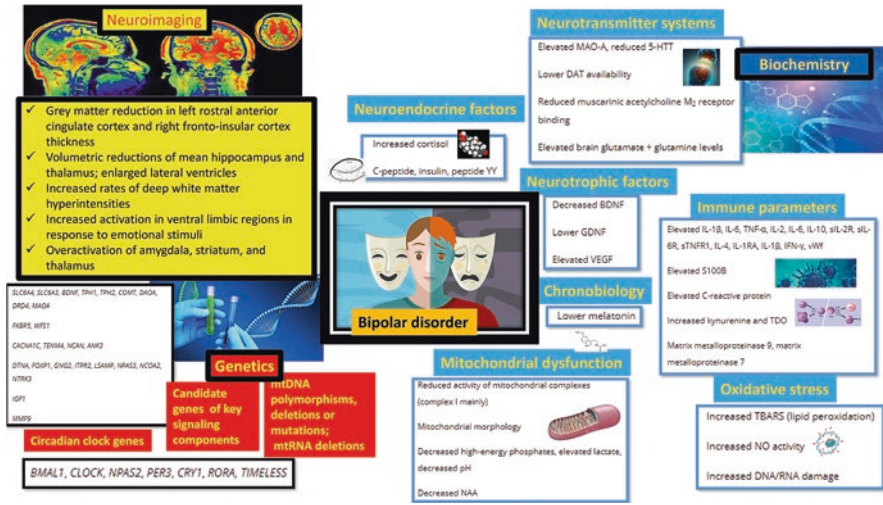 Neuroimaging
✓ Grey matter reduction in left rostral anterior
cingulate cortex and right fronto-insular cortex
thickness
✓ Volumetric reductions of mean hippocampus and
thalamus; enlarged lateral ventricles
✓ Increased rates of deep white matter
hyperintensities
✓ Increased activation in ventral limbic regions in
response to emotional stimuli
✓ Overactivation of amygdala, striatum, and
thalamus
SLC6A4, SLC6A3, BDNF, TPH1, TPH2, COMT, DAOA,
DRD4, MAOA
FKBP5, WFS1
CACNA1C, TENM4, NCAN, ANK3
DTNA, FOXP1, GNG2, ITPR2, LSAMP, NPAS3, NCOA2,
NTRK3
IGF1
MMP9
Genetics
Circadian clock genes
Candidate
genes of key
signaling
components
mtDNA
polymorphisms,
deletions or
mutations;
mtRNA deletions
BMAL1, CLOCK, NPAS2, PER3, CRY1, RORA, TIMELESS
Neuroendocrine factors
Increased cortisol
C-peptide, insulin, peptide YY
Bipolar disorder
Neurotransmitter systems
Elevated MAO-A, reduced 5-HTT
Lower DAT availability
Reduced muscarinic acetylcholine M₂ receptor
binding
Elevated brain glutamate + glutamine levels
Biochemistry
Neurotrophic factors
Decreased BDNF
Lower GDNF
Elevated VEGF
Chronobiology
Lower melatonin
Mitochondrial dysfunction
Reduced activity of mitochondrial complexes
(complex I mainly)
Mitochondrial morphology
Decreased high-energy phosphates, elevated lactate,
decreased pH
Decreased NAA
Immune parameters
Elevated IL-1β, IL-6, TNF-α, IL-2, IL-6, IL-10, sIL-2R, sIL-
6R, sTNFR1, IL-4, IL-1RA, IL-1β, IFN-γ, vWf
Elevated S100B
Elevated C-reactive protein
Increased kynurenine and TDO
Matrix metalloproteinase 9, matrix
metalloproteinase 7
Oxidative stress
Increased TBARS (lipid peroxidation)
Increased NO activity
Increased DNA/RNA damage